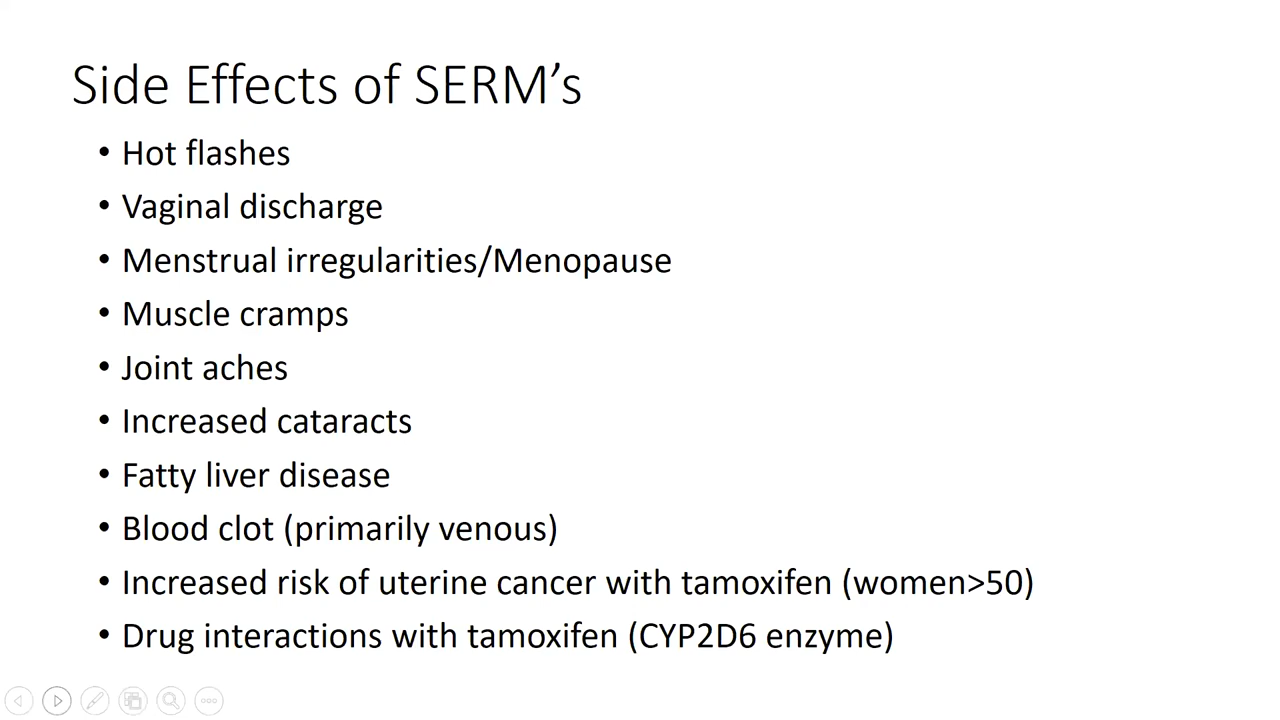 Side Effects of SERM’s
• Hot flashes
• Vaginal discharge
• Menstrual irregularities/Menopause
• Muscle cramps
• Joint aches
• Increased cataracts
• Fatty liver disease
• Blood clot (primarily venous)
• Increased risk of uterine cancer with tamoxifen (women>50)
• Drug interactions with tamoxifen (CYP2D6 enzyme)